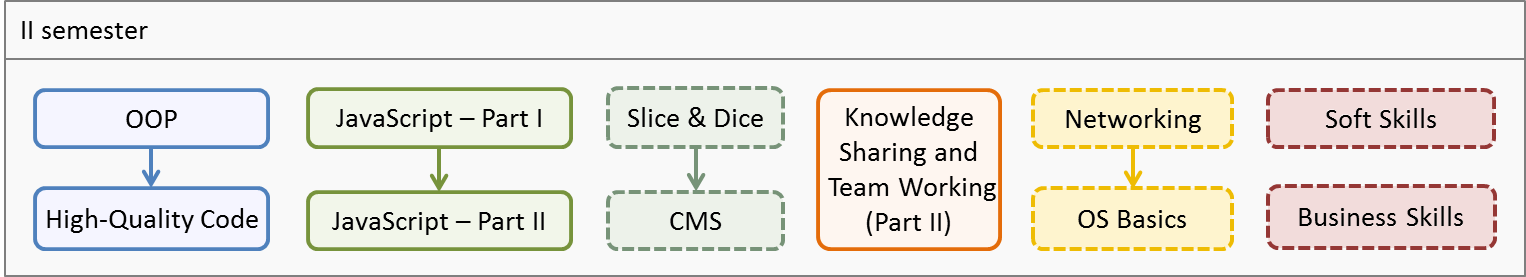 II semester
OOP
High-Quality Code
JavaScript – Part I
JavaScript – Part II
Slice & Dice
CMS
Knowledge
Sharing and
Team Working
(Part II)
Networking
OS Basics
Soft Skills
Business Skills